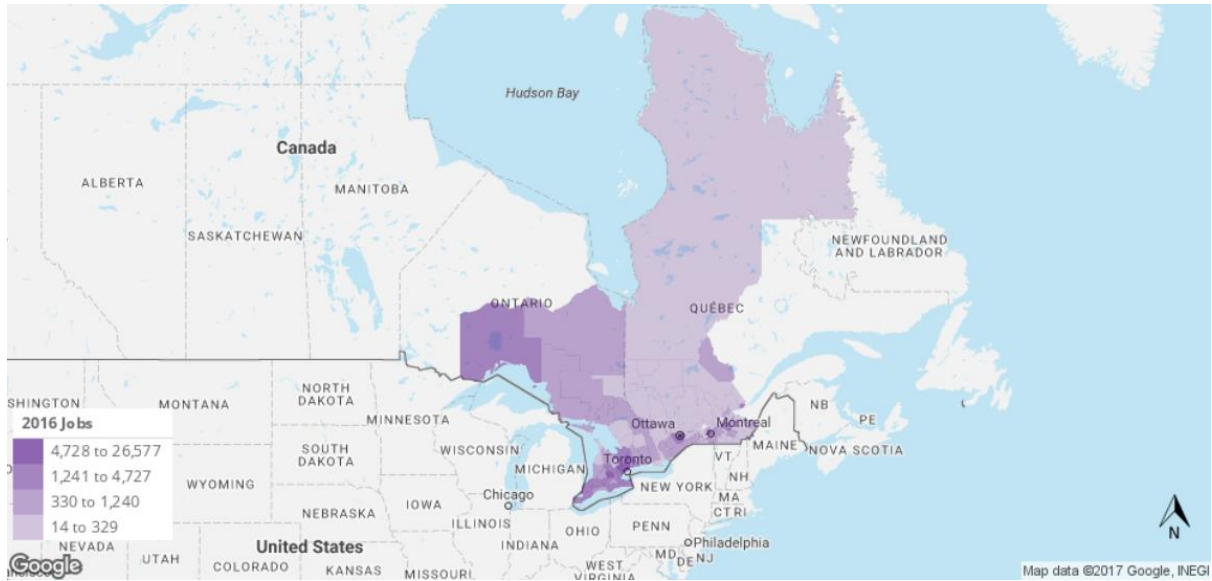 Hudson Bay
Canada
ALBERTA
MANITOBA
SASKATCHEWAN
NEWFOUNDLAND
AND LABRADOR
ONTARIO
QUÉBEC
SHINGTON
MONTANA
NORTH
DAKOTA
MINNESOTA
NB
PE
Ottawa
Montreal
2016 Jobs
4,728 to 26,577
1,241 to 4,727
330 to 1,240
14 to 329
SOUTH
DAKOTA
WISCONSIN
MICHIGAN
Toronto
VT
MAINE
NOVA SCOTIA
WYOMING
IOWA
Chicago
NEW YORK
NH
MA
CT
RI
NEBRASKA
ILLINOIS
INDIANA
OHIO
PENN
Philadelphia
N
NEVADA
UTAH
COLORADO
United States
KANSAS
MISSOURI
WEST
VIRGINIA
MD
DE
NJ
Google
Map data ©2017 Google, INEGI